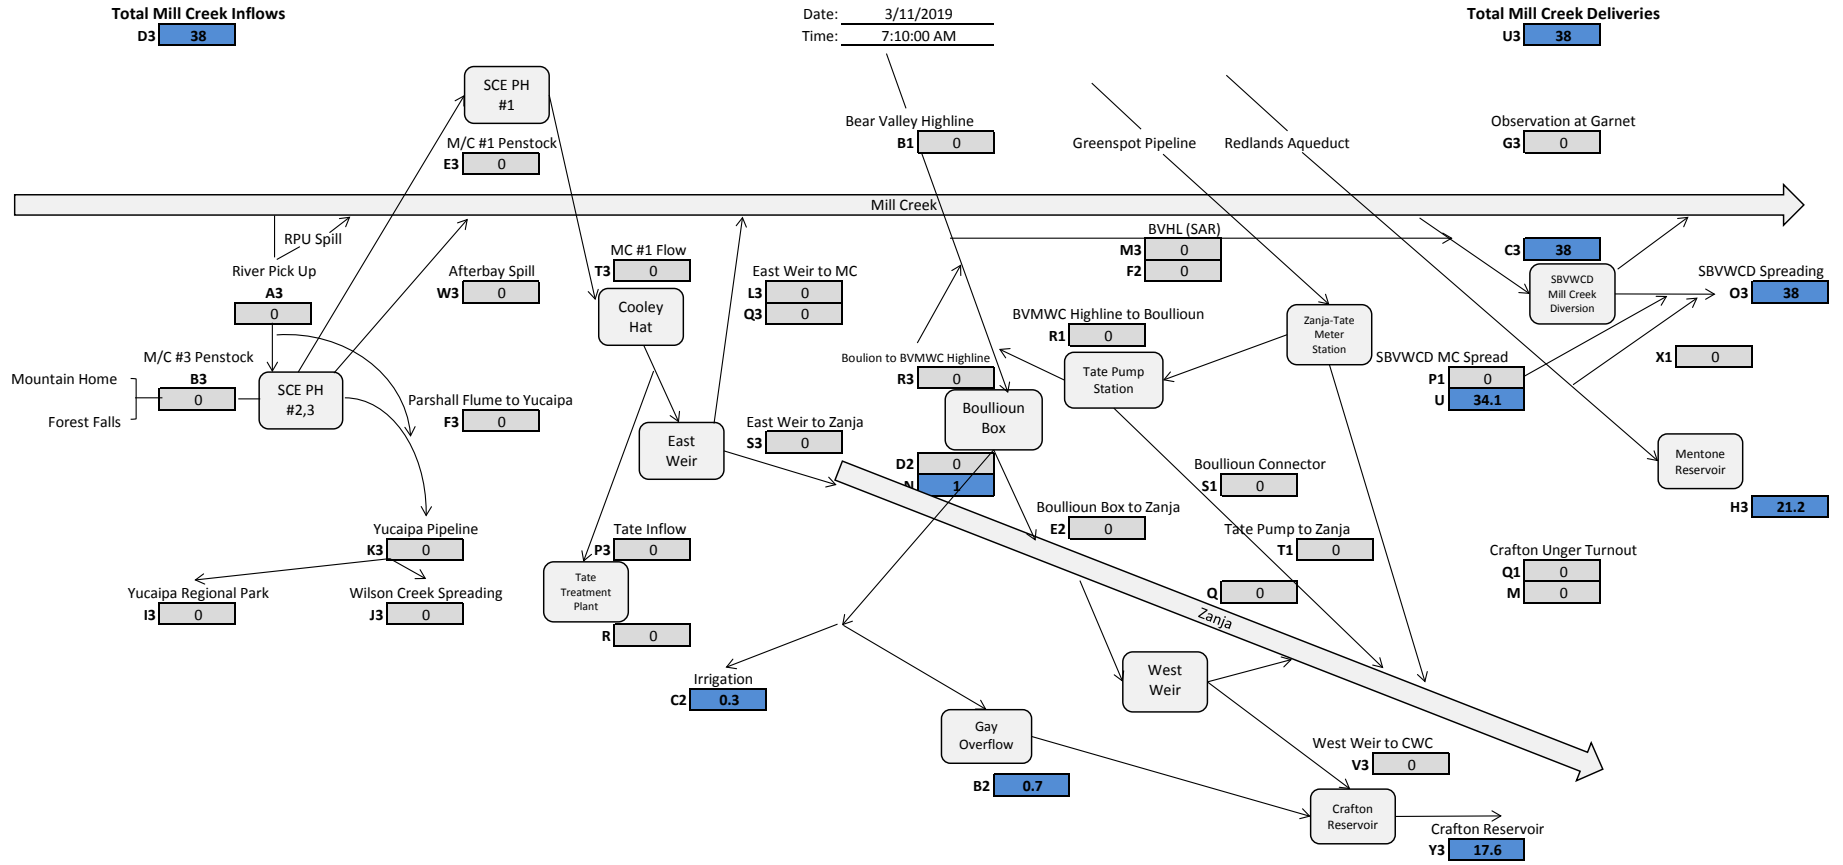 Total Mill Creek Inflows
D3 38
Date: 3/11/2019
Time: 7:10:00 AM
Total Mill Creek Deliveries
U3 38
SCE PH
#1
M/C #1 Penstock
E3 0
Bear Valley Highline
B1 0
Greenspot Pipeline
Redlands Aqueduct
Observation at Garnet
G3 0
Mill Creek
RPU Spill
River Pick Up
A3
0
Afterbay Spill
W3 0
MC #1 Flow
T3 0
Cooley
Hat
East Weir to MC
L3 0
Q3 0
BVHL (SAR)
M3 0
F2 0
C3 38
SBVWCD
Mill Creek
Diversion
SBVWCD Spreading
O3 38
BVMWC Highline to Boullioun
R1 0
Zanja-Tate
Meter
Station
M/C #3 Penstock
B3
0
Mountain Home
Forest Falls
SCE PH
#2,3
Parshall Flume to Yucaipa
F3 0
Boulion to BVMWC Highline
R3 0
Tate Pump
Station
SBVWCD MC Spread
P1 0
U 34.1
X1 0
Boullioun
Box
East Weir
East Weir to Zanja
S3 0
D2 0
N 1
Boullioun Connector
S1 0
Mentone
Reservoir
H3 21.2
Boullioun Box to Zanja
E2 0
Yucaipa Pipeline
K3 0
Tate Inflow
P3 0
Tate Pump to Zanja
T1 0
Crafton Unger Turnout
Q1 0
M 0
Yucaipa Regional Park
I3 0
Wilson Creek Spreading
J3 0
Tate
Treatment
Plant
R 0
Q 0
Zanja
Irrigation
C2 0.3
West
Weir
Gay
Overflow
B2 0.7
West Weir to CWC
V3 0
Crafton
Reservoir
Crafton Reservoir
Y3 17.6